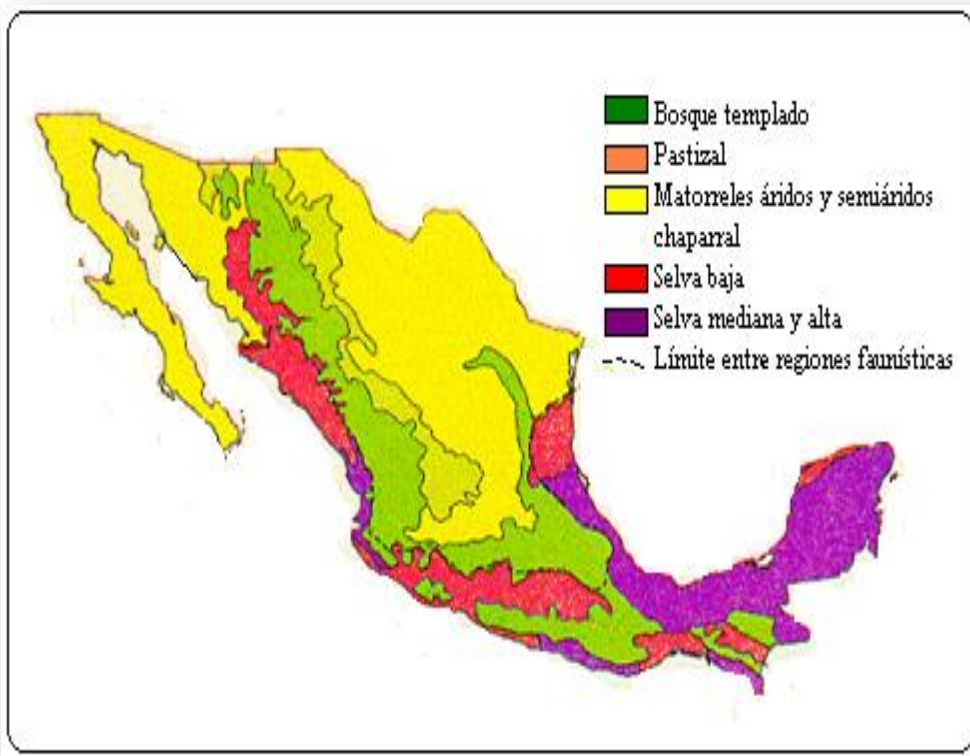 Bosque templado
Pastizal
Matorreles áridos y semiáridos
chaparral
Selva baja
Selva mediana y alta
Límite entre regiones faunísticas